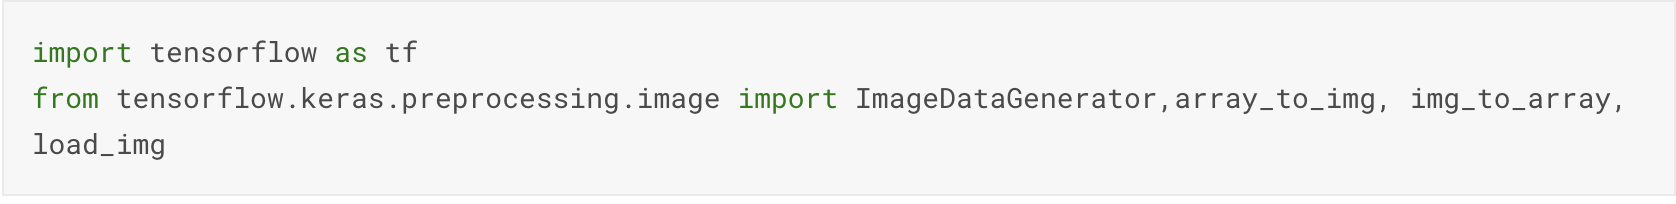 import tensorflow as tf
from tensorflow.keras.preprocessing.image import ImageDataGenerator,array_to_img, img_to_array,
load_img